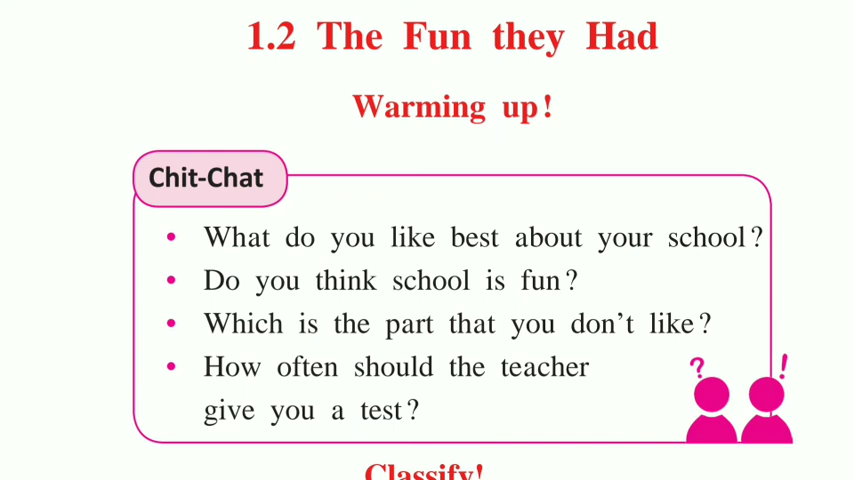 1.2 The Fun they Had
Warming up!
Chit-Chat
• What do you like best about your school?
• Do you think school is fun?
• Which is the part that you don’t like?
• How often should the teacher
give you a test?
? !
Classify!